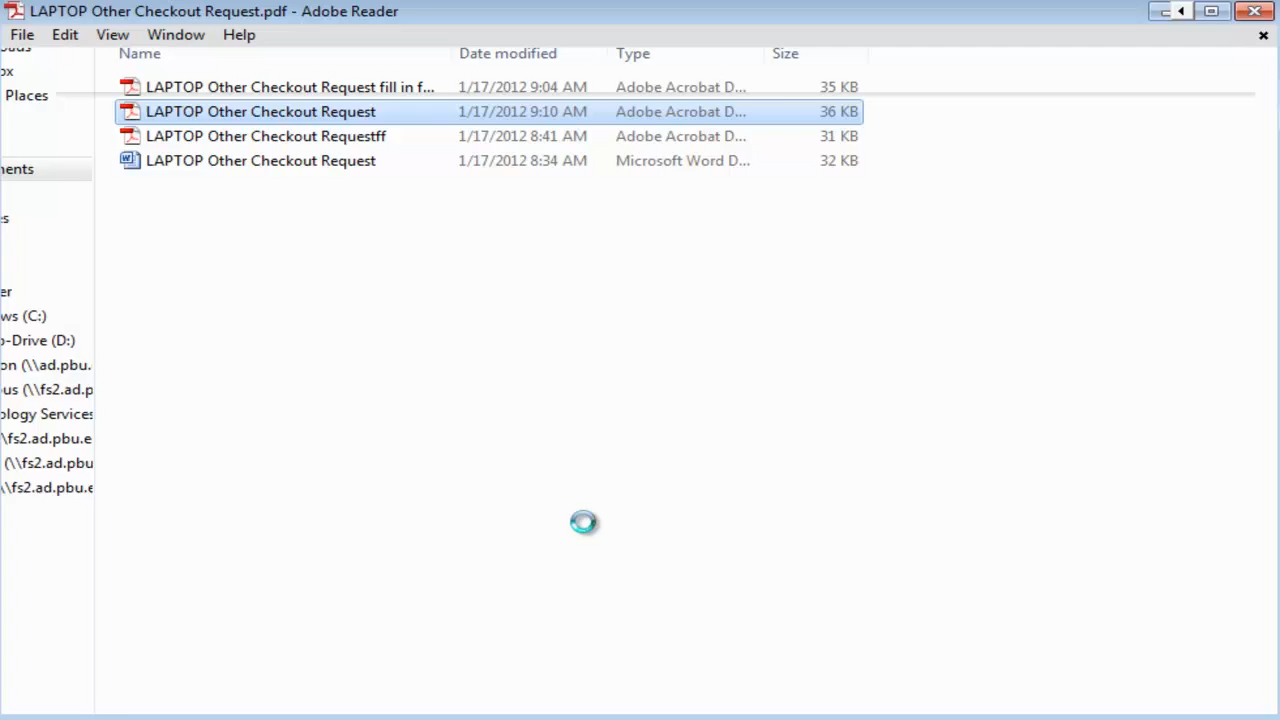 LAPTOP Other Checkout Request.pdf - Adobe Reader
File Edit View Window Help
Name Date modified Type Size
ox
Places
LAPTOP Other Checkout Request fill in f... 1/17/2012 9:04 AM Adobe Acrobat D... 35 KB
LAPTOP Other Checkout Request 1/17/2012 9:10 AM Adobe Acrobat D... 36 KB
LAPTOP Other Checkout Requestff 1/17/2012 8:41 AM Adobe Acrobat D... 31 KB
LAPTOP Other Checkout Request 1/17/2012 8:34 AM Microsoft Word D... 32 KB
nents
es
er
ws (C:)
o-Drive (D:)
on (\\ad.pbu.
ous (\\fs2.ad.p
ology Services
\fs2.ad.pbu.e
(\\fs2.ad.pbu
\\fs2.ad.pbu.e